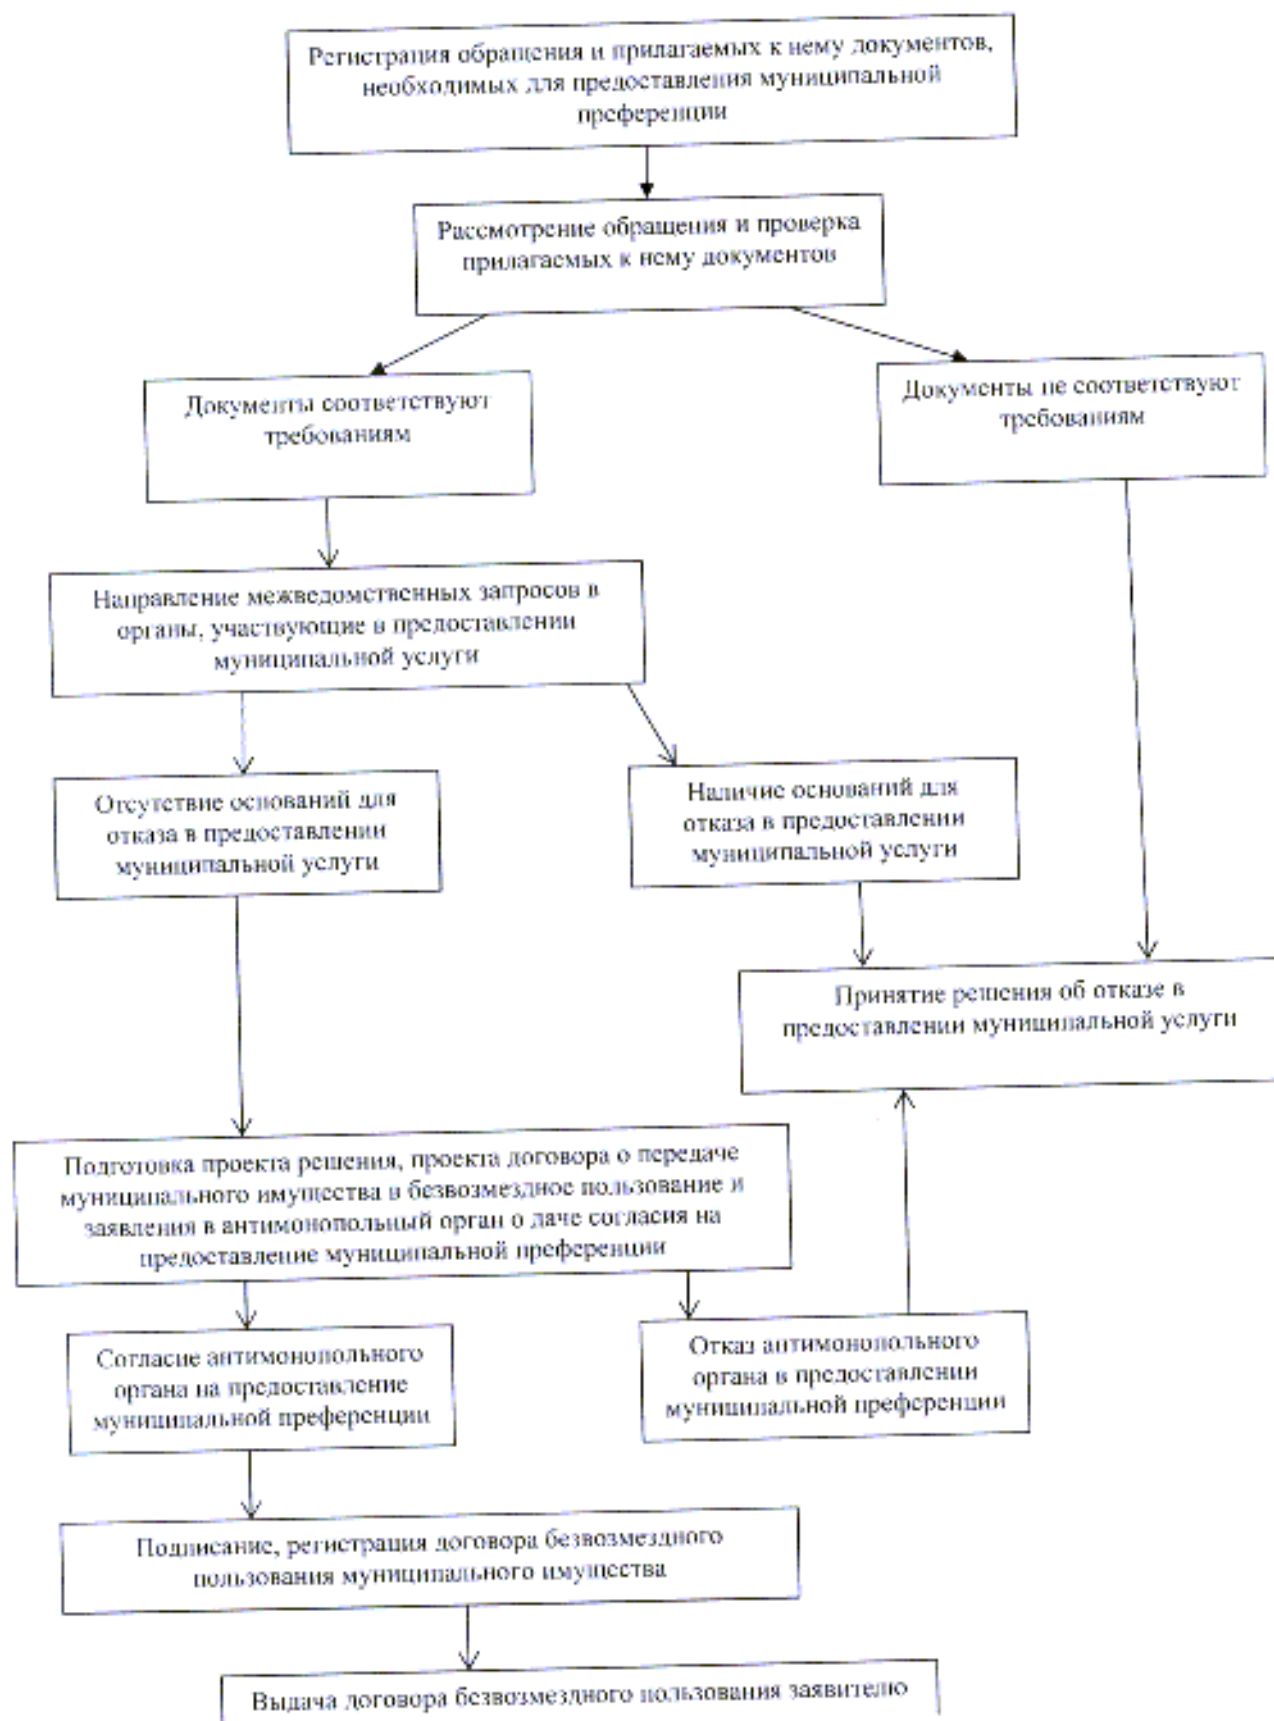 Регистрация обращения и прилагаемых к нему документов,
необходимых для предоставления муниципальной
преференции
Рассмотрение обращения и проверка
прилагаемых к нему документов
Документы соответствуют
требованиям
Документы не соответствуют
требованиям
Направление межведомственных запросов в
органы, участвующие в предоставлении
муниципальной услуги
Отсутствие оснований для
отказа в предоставлении
муниципальной услуги
Наличие оснований для
отказа в предоставлении
муниципальной услуги
Принятие решения об отказе в
предоставлении муниципальной услуги
Подготовка проекта решения, проекта договора о передаче
муниципального имущества в безвозмездное пользование и
заявления в антимонопольный орган о даче согласия на
предоставление муниципальной преференции
Согласие антимонопольного
органа на предоставление
муниципальной преференции
Отказ антимонопольного
органа в предоставлении
муниципальной преференции
Подписание, регистрация договора безвозмездного
пользования муниципального имущества
Выдача договора безвозмездного пользования заявителю